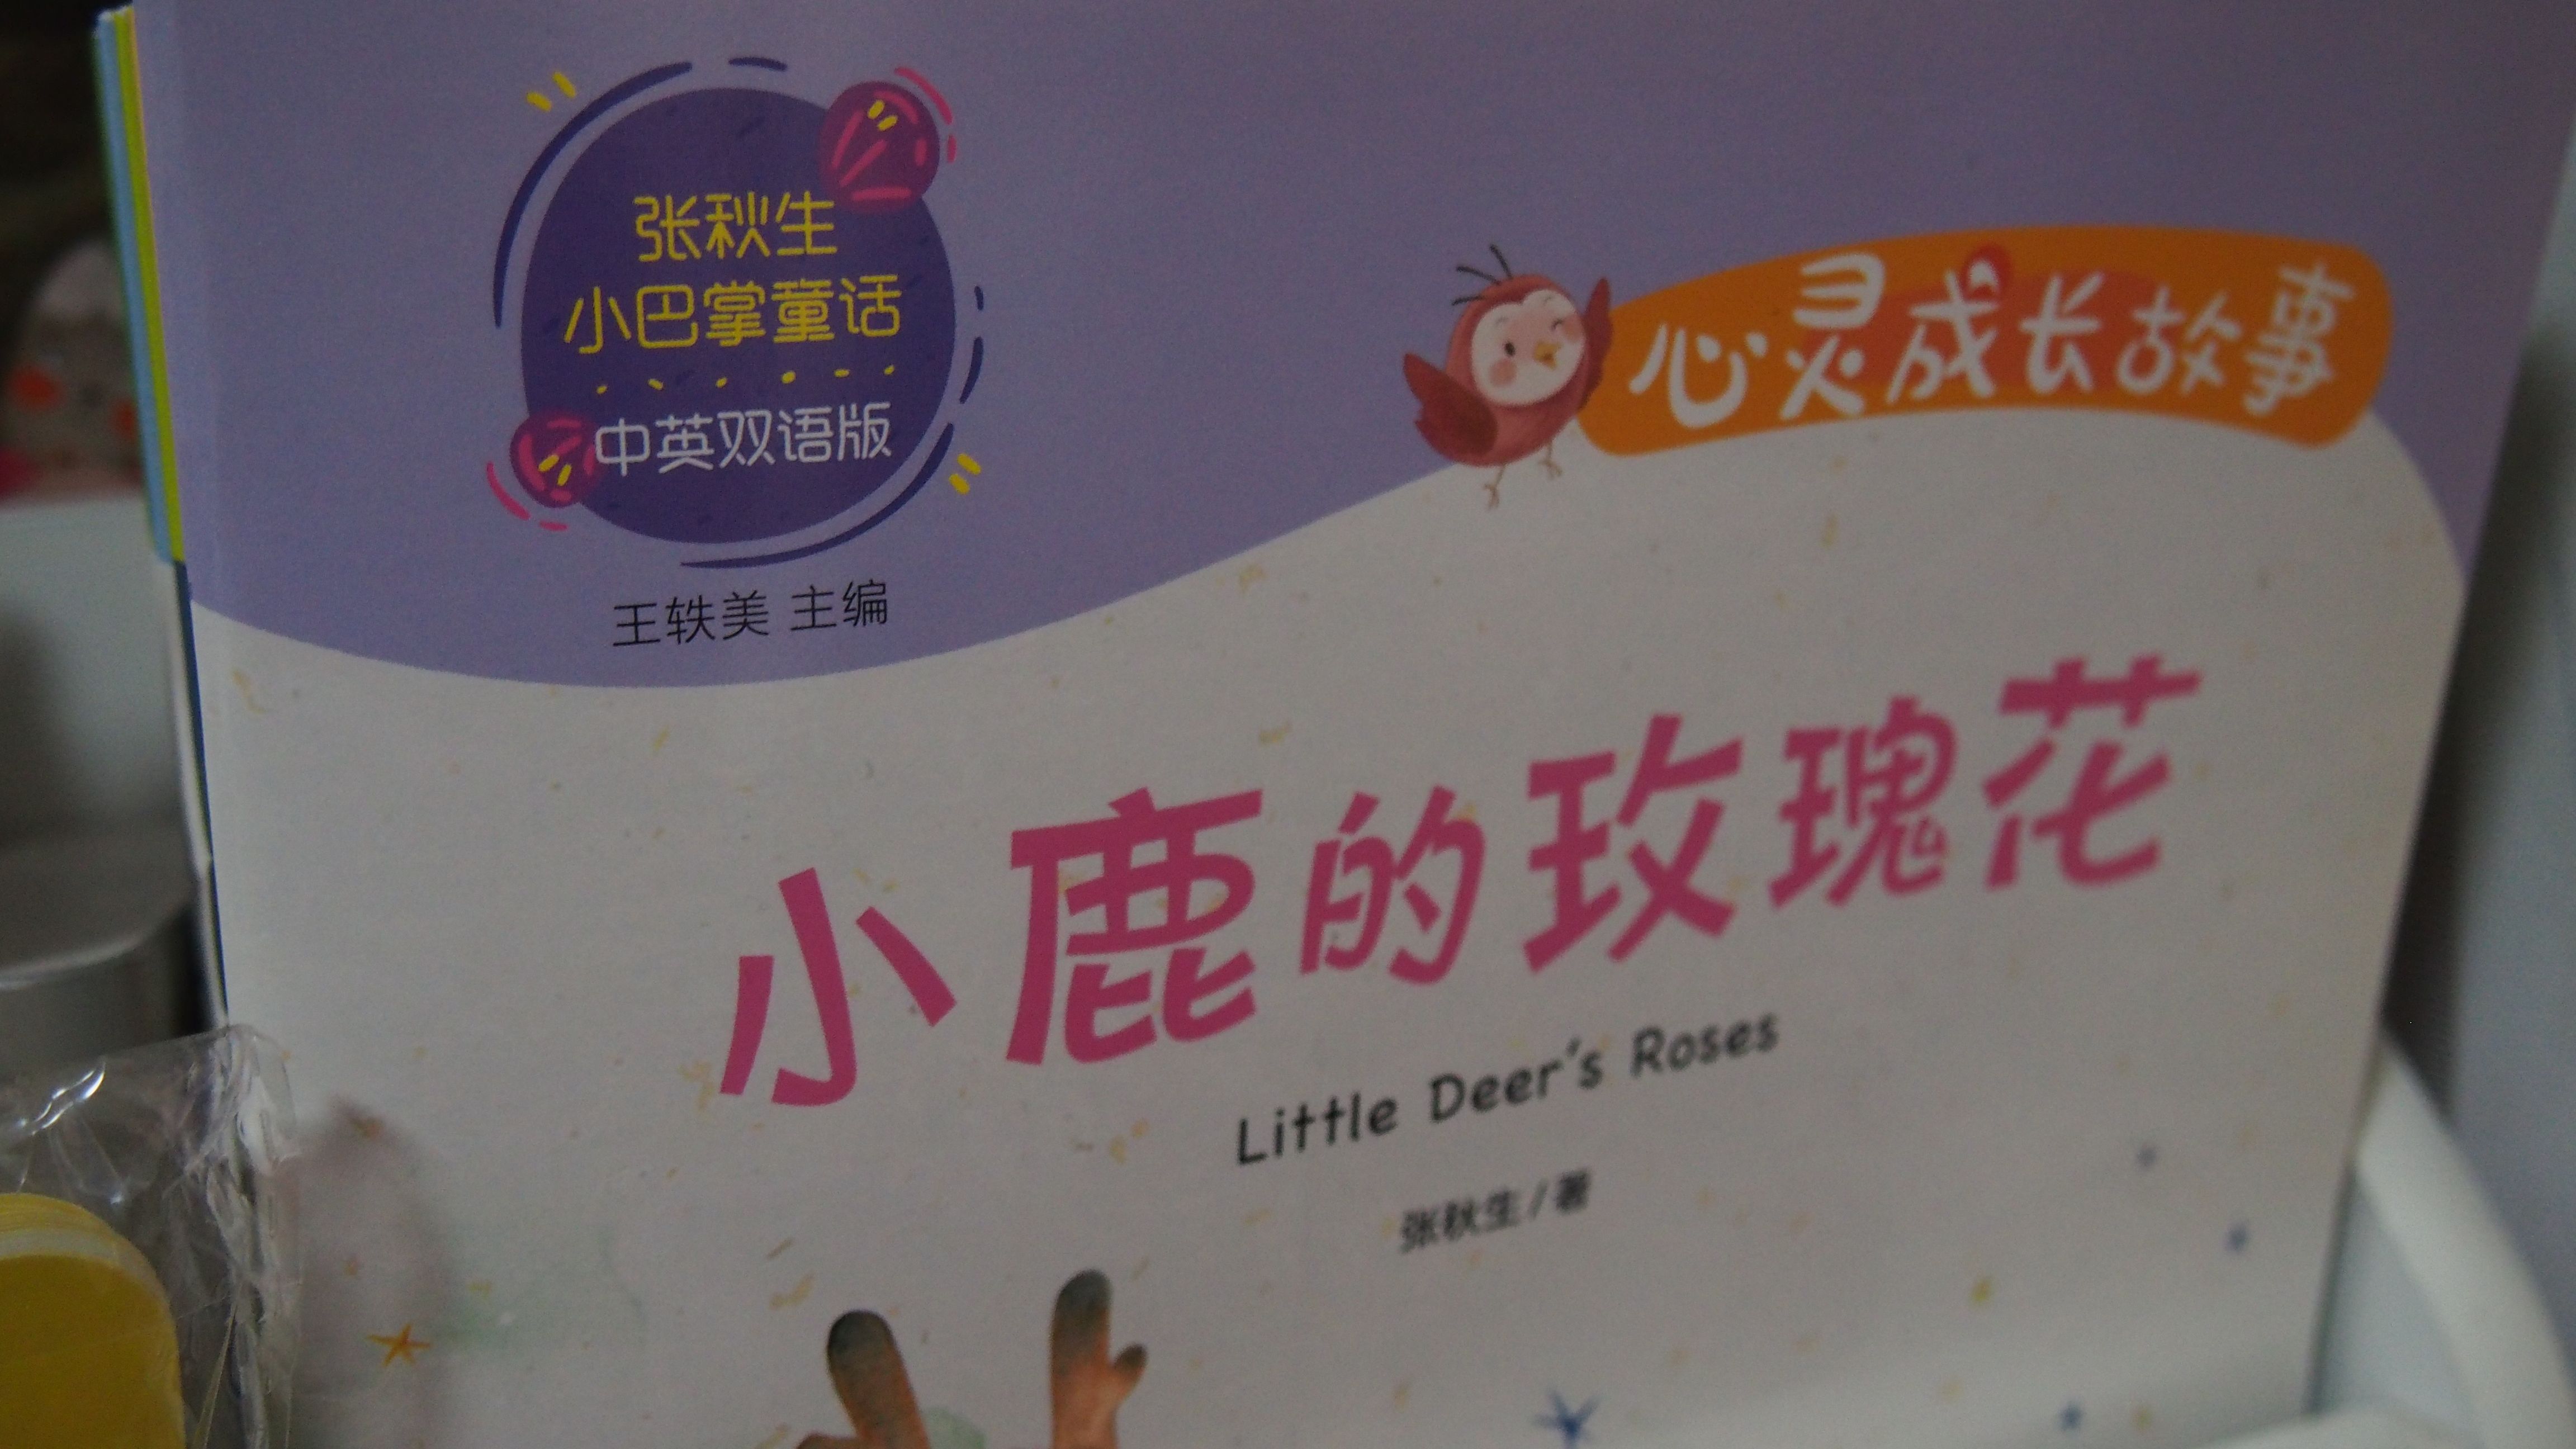 张秋生
小巴掌童话
中英双语版
王轶美 主编
心灵成长故事
小鹿的玫瑰花
Little Deer's Roses
张秋生/著